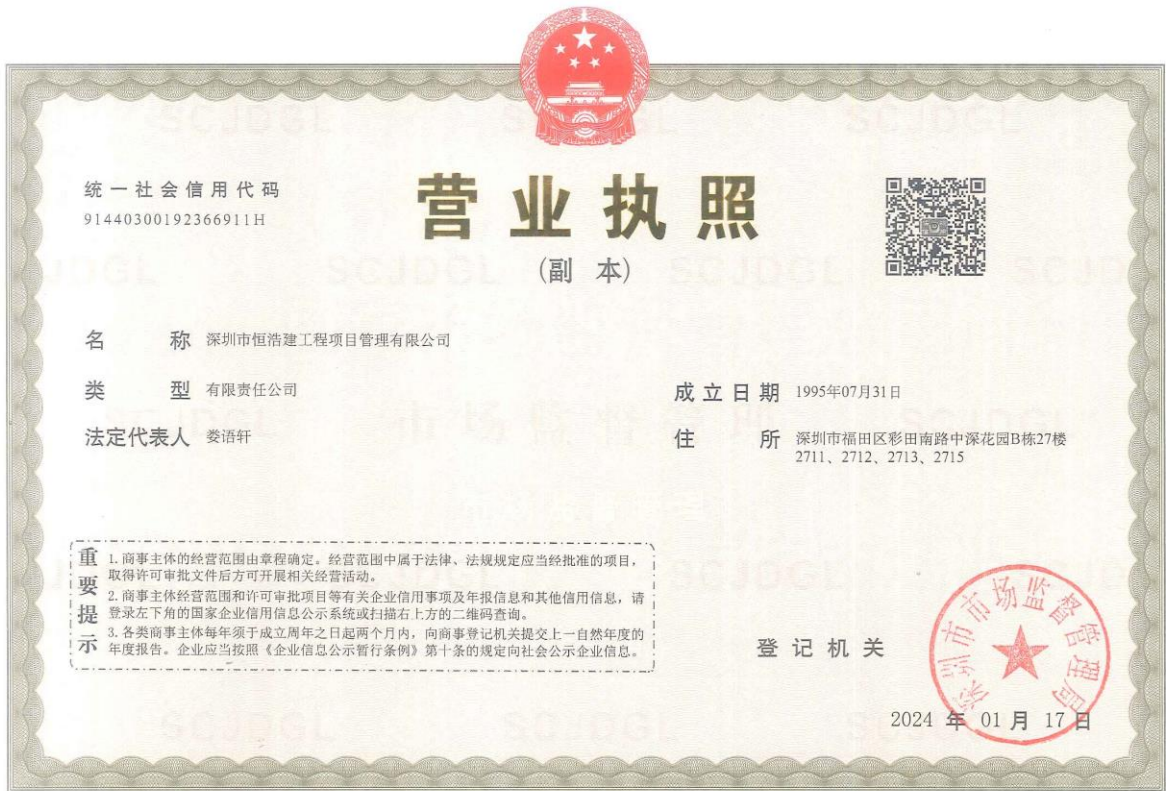 统一社会信用代码
91440300192366911H
营业执照
(副 本)
名 称 深圳市恒浩建工程项目管理有限公司
类 型 有限责任公司
成立日期 1995年07月31日
法定代表人 娄语轩
住 所 深圳市福田区彩田南路中深花园B栋27楼
2711、2712、2713、2715
重要提示
1. 商事主体的经营范围由章程确定。经营范围中属于法律、法规规定应当经批准的项目,
取得许可审批文件后方可开展相关经营活动。
2. 商事主体经营范围和许可审批项目等有关企业信用事项及年报信息和其他信用信息，请
登录左下角的国家企业信用信息公示系统或扫描右上方的二维码查询。
3. 各类商事主体每年须于成立周年之日起两个月内，向商事登记机关提交上一自然年度的
年度报告。企业应当按照《企业信息公示暂行条例》第十条的规定向社会公示企业信息。
登记机关
深圳市市场监督管理局
2024 年 01 月 17 日
SCJDGL
SCJDGL
SCJDGL
市场监督管理